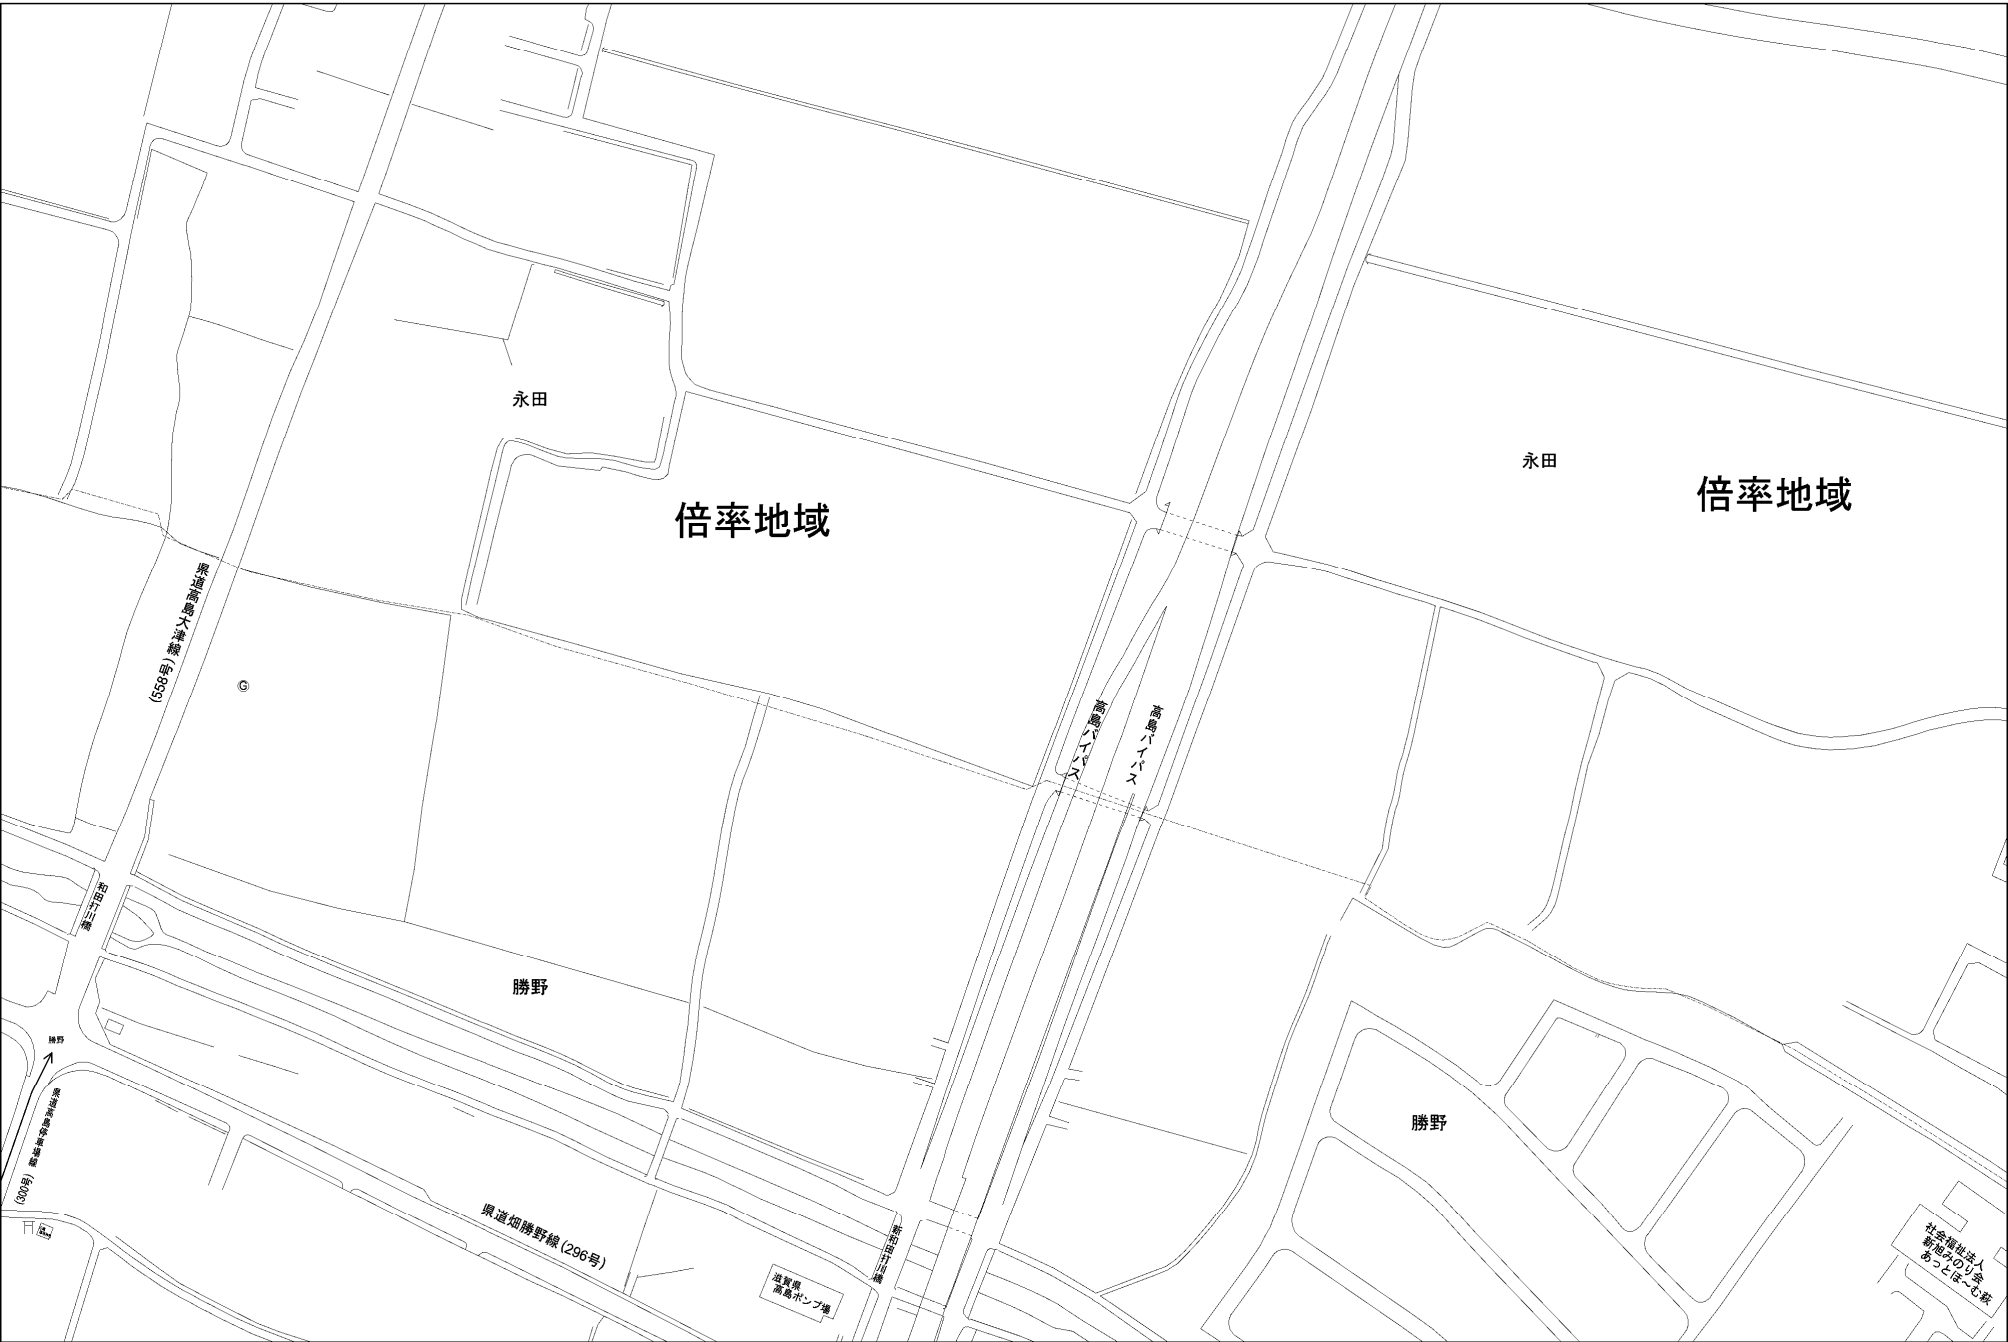 永田
永田
倍率地域
倍率地域
県道高島大津線
(558号)
G
高島バイパス
高島バイパス
和田打川橋
勝野
勝野
県道高島停車場線
(300号)
勝野
県道畑勝野線(296号)
新和田打川橋
滋賀県
高島ポンプ場
社会福祉法人
新旭みのり会
あっとほ～む萩